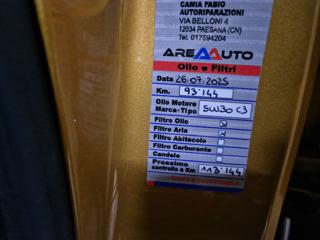 CAMIA FABIO
AUTORIPARAZIONI
VIA BELLONI 4
12034 PAESANA (CN)
Tel. 017594204
AREA AUTO
Olio e Filtri
Data 26.07.2025
Km. 93'144
Olio Motore
Marca-Tipo 5W30 C3
Filtro Olio
Filtro Aria
Filtro Abitacolo
Filtro Carburante
Candele
Prossimo
controllo a Km 113'144